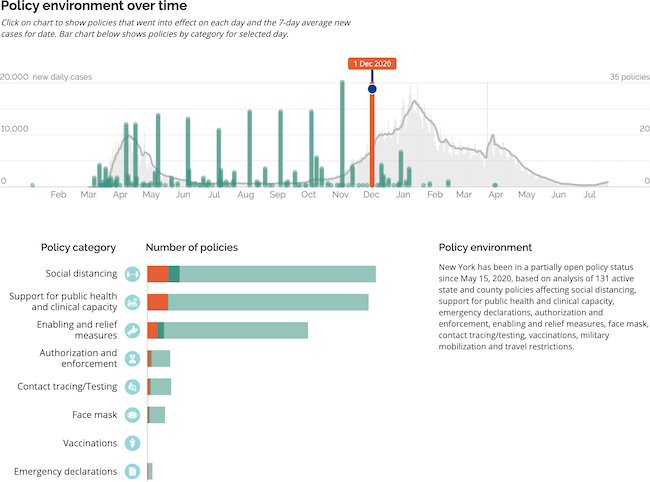 Policy environment over time
Click on chart to show policies that went into effect on each day and the 7-day average new
cases for date. Bar chart below shows policies by category for selected day.
1 Dec 2020
20.000 new daily cases
35 policies
10.000
20
0
0
Feb Mar Apr May Jun Jul Aug Sep Oct Nov Dec Jan Feb Mar Apr May Jun Jul
Policy category
Number of policies
Policy environment
Social distancing
Support for public health
and clinical capacity
Enabling and relief
measures
Authorization and
enforcement
Contact tracing/Testing
Face mask
Vaccinations
Emergency declarations
New York has been in a partially open policy status
since May 15, 2020, based on analysis of 131 active
state and county policies affecting social distancing,
support for public health and clinical capacity,
emergency declarations, authorization and
enforcement, enabling and relief measures, face mask,
contact tracing/testing, vaccinations, military
mobilization and travel restrictions.